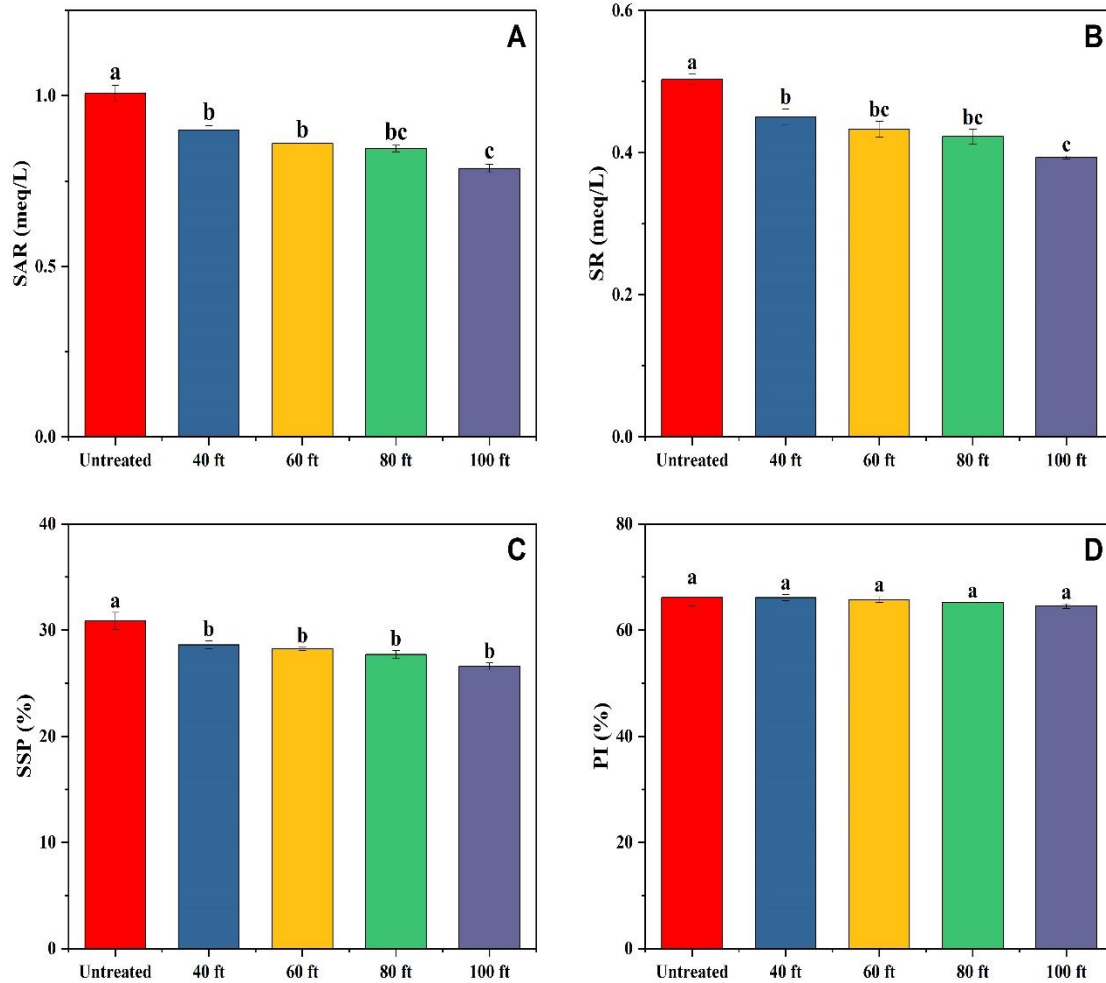 A
SAR (meq/L)
1.0
0.5
0.0
a
b
b
bc
c
Untreated 40 ft 60 ft 80 ft 100 ft
B
SR (meq/L)
0.6
0.4
0.2
0.0
a
b
bc
bc
c
Untreated 40 ft 60 ft 80 ft 100 ft
C
SSP (%)
40
30
20
10
0
a
b
b
b
b
Untreated 40 ft 60 ft 80 ft 100 ft
D
PI (%)
80
60
40
20
0
a
a
a
a
a
Untreated 40 ft 60 ft 80 ft 100 ft